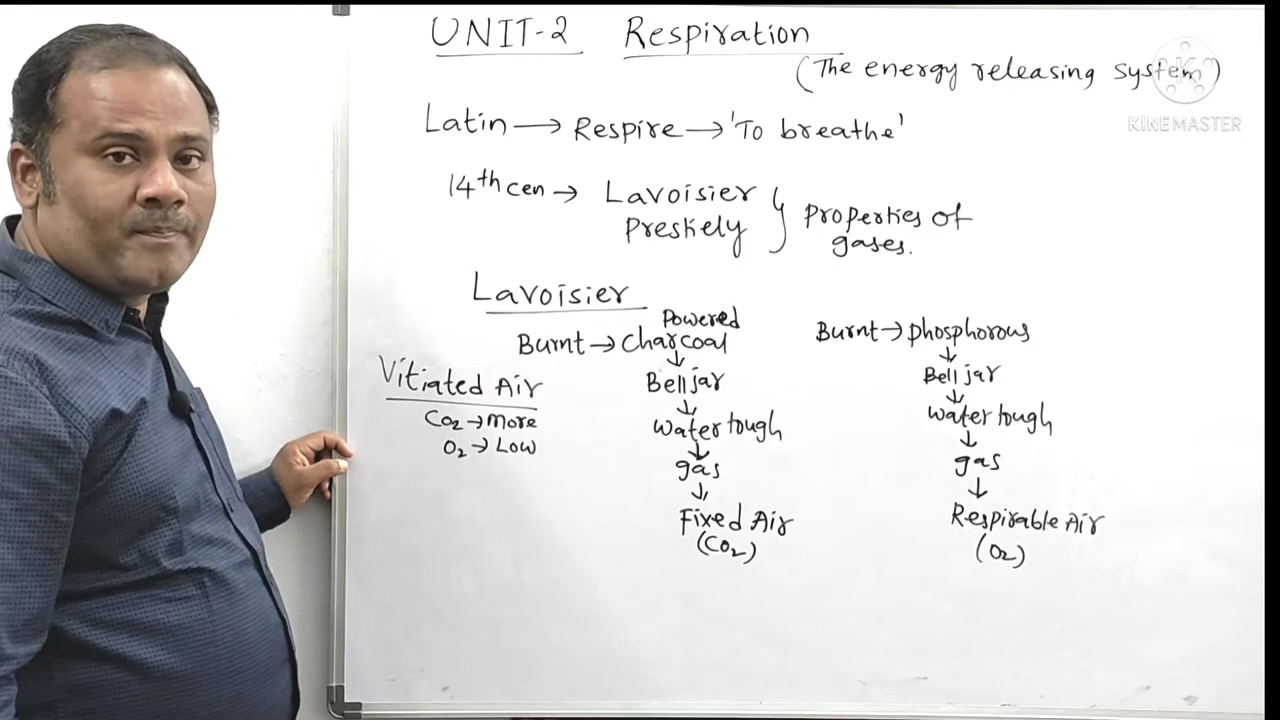 UNIT-2 Respiration
(The energy releasing system)
KINEMASTER
Latin → Respire → 'To breathe'
14th cen → Lavoisier
Prestely
} properties of
gases.
Lavoisier
Powered
Burnt → Charcoal
↓
Bell jar
↓
Water tough
↓
gas
↓
Fixed Air
(CO2)
Burnt → phosphorous
↓
Bell jar
↓
Water tough
↓
gas
↓
Respirable Air
(O2)
Vitiated Air
CO2 → More
O2 → Low